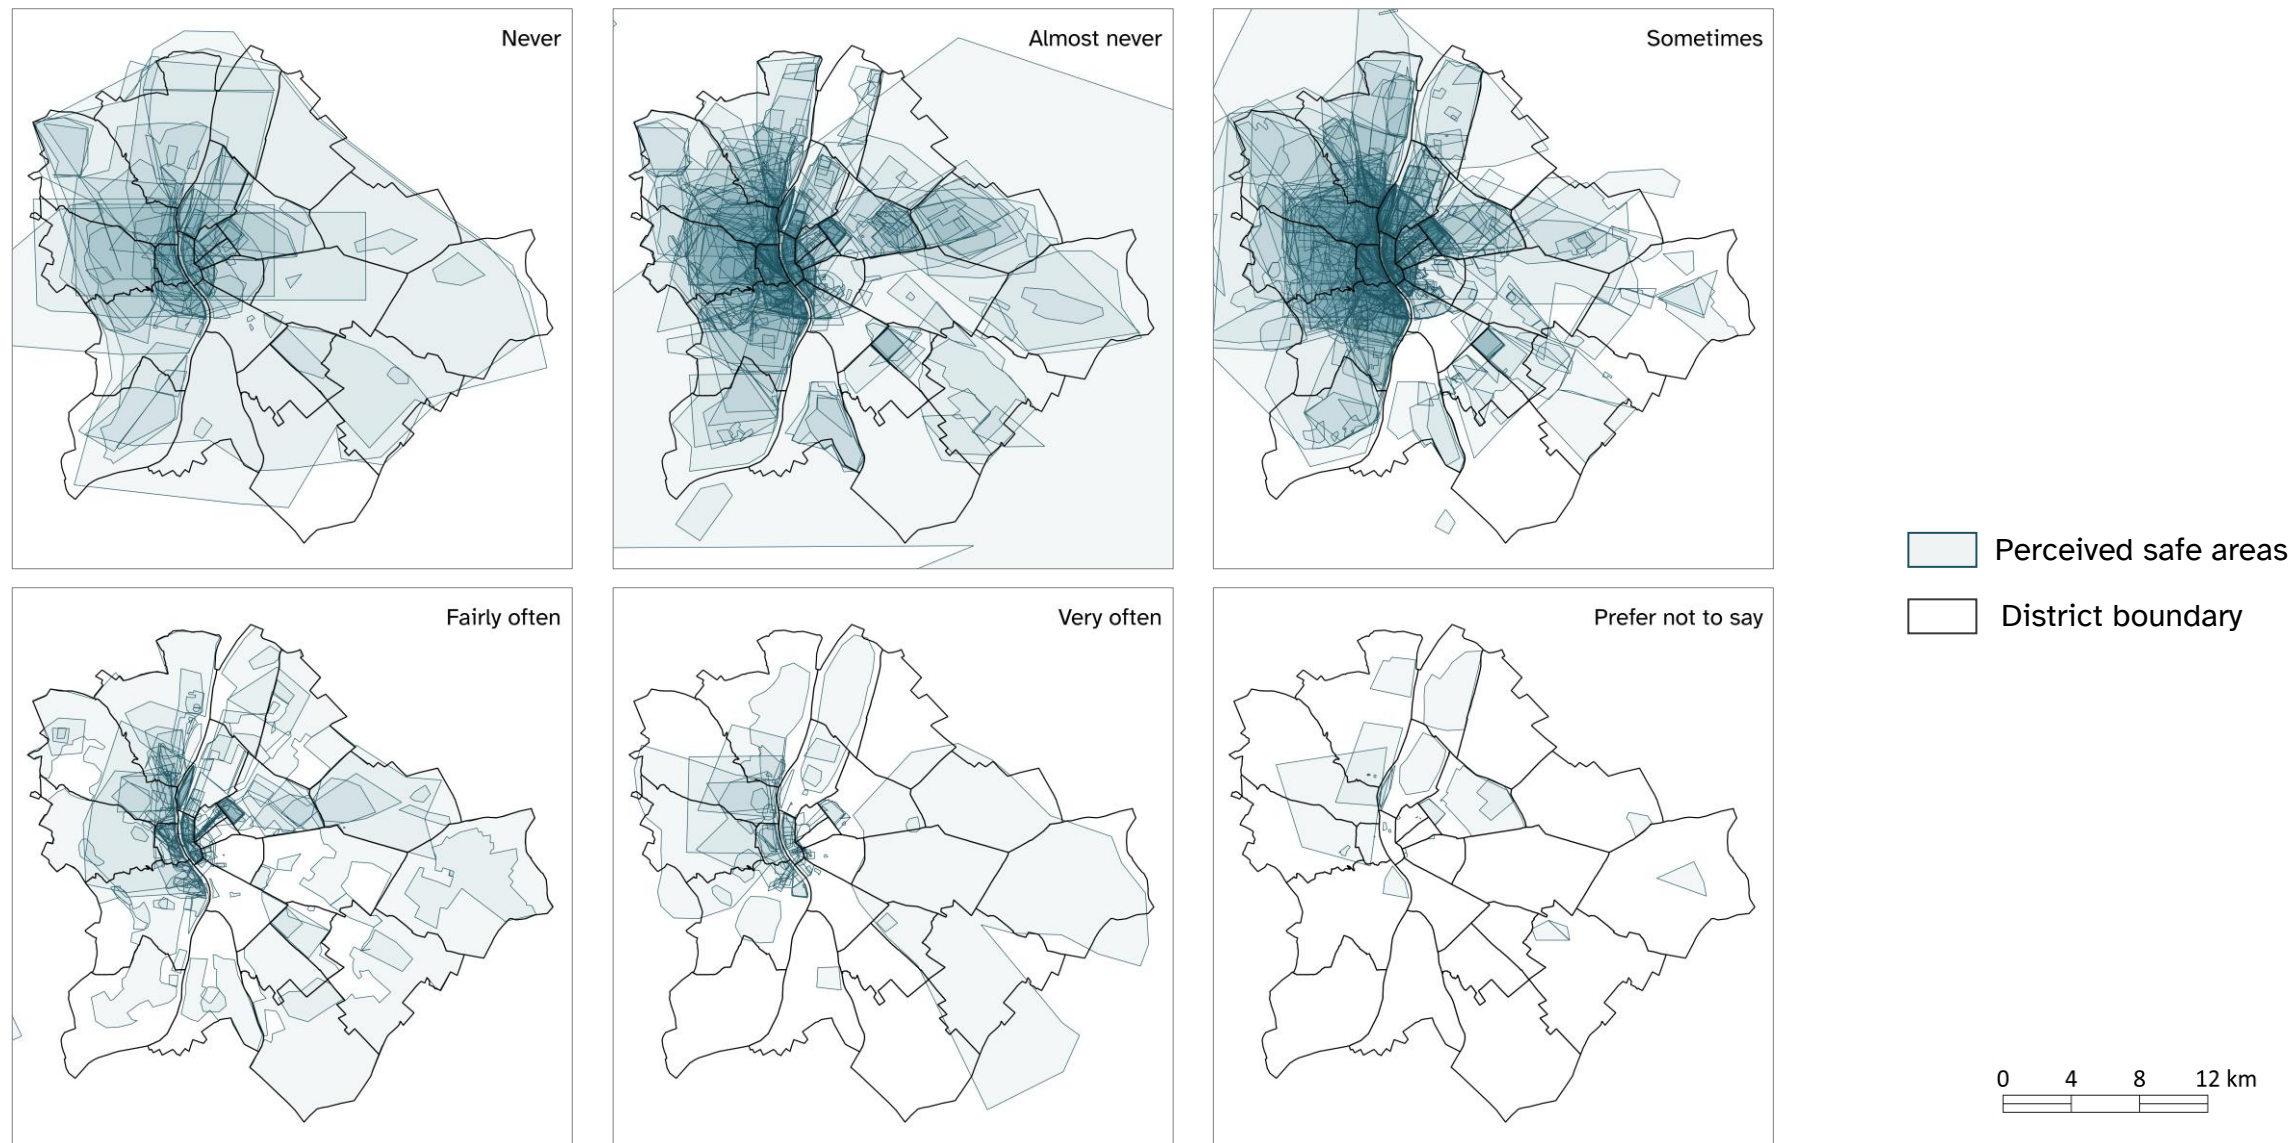 Never
Almost never
Sometimes
Perceived safe areas
District boundary
Fairly often
Very often
Prefer not to say
0 4 8 12 km